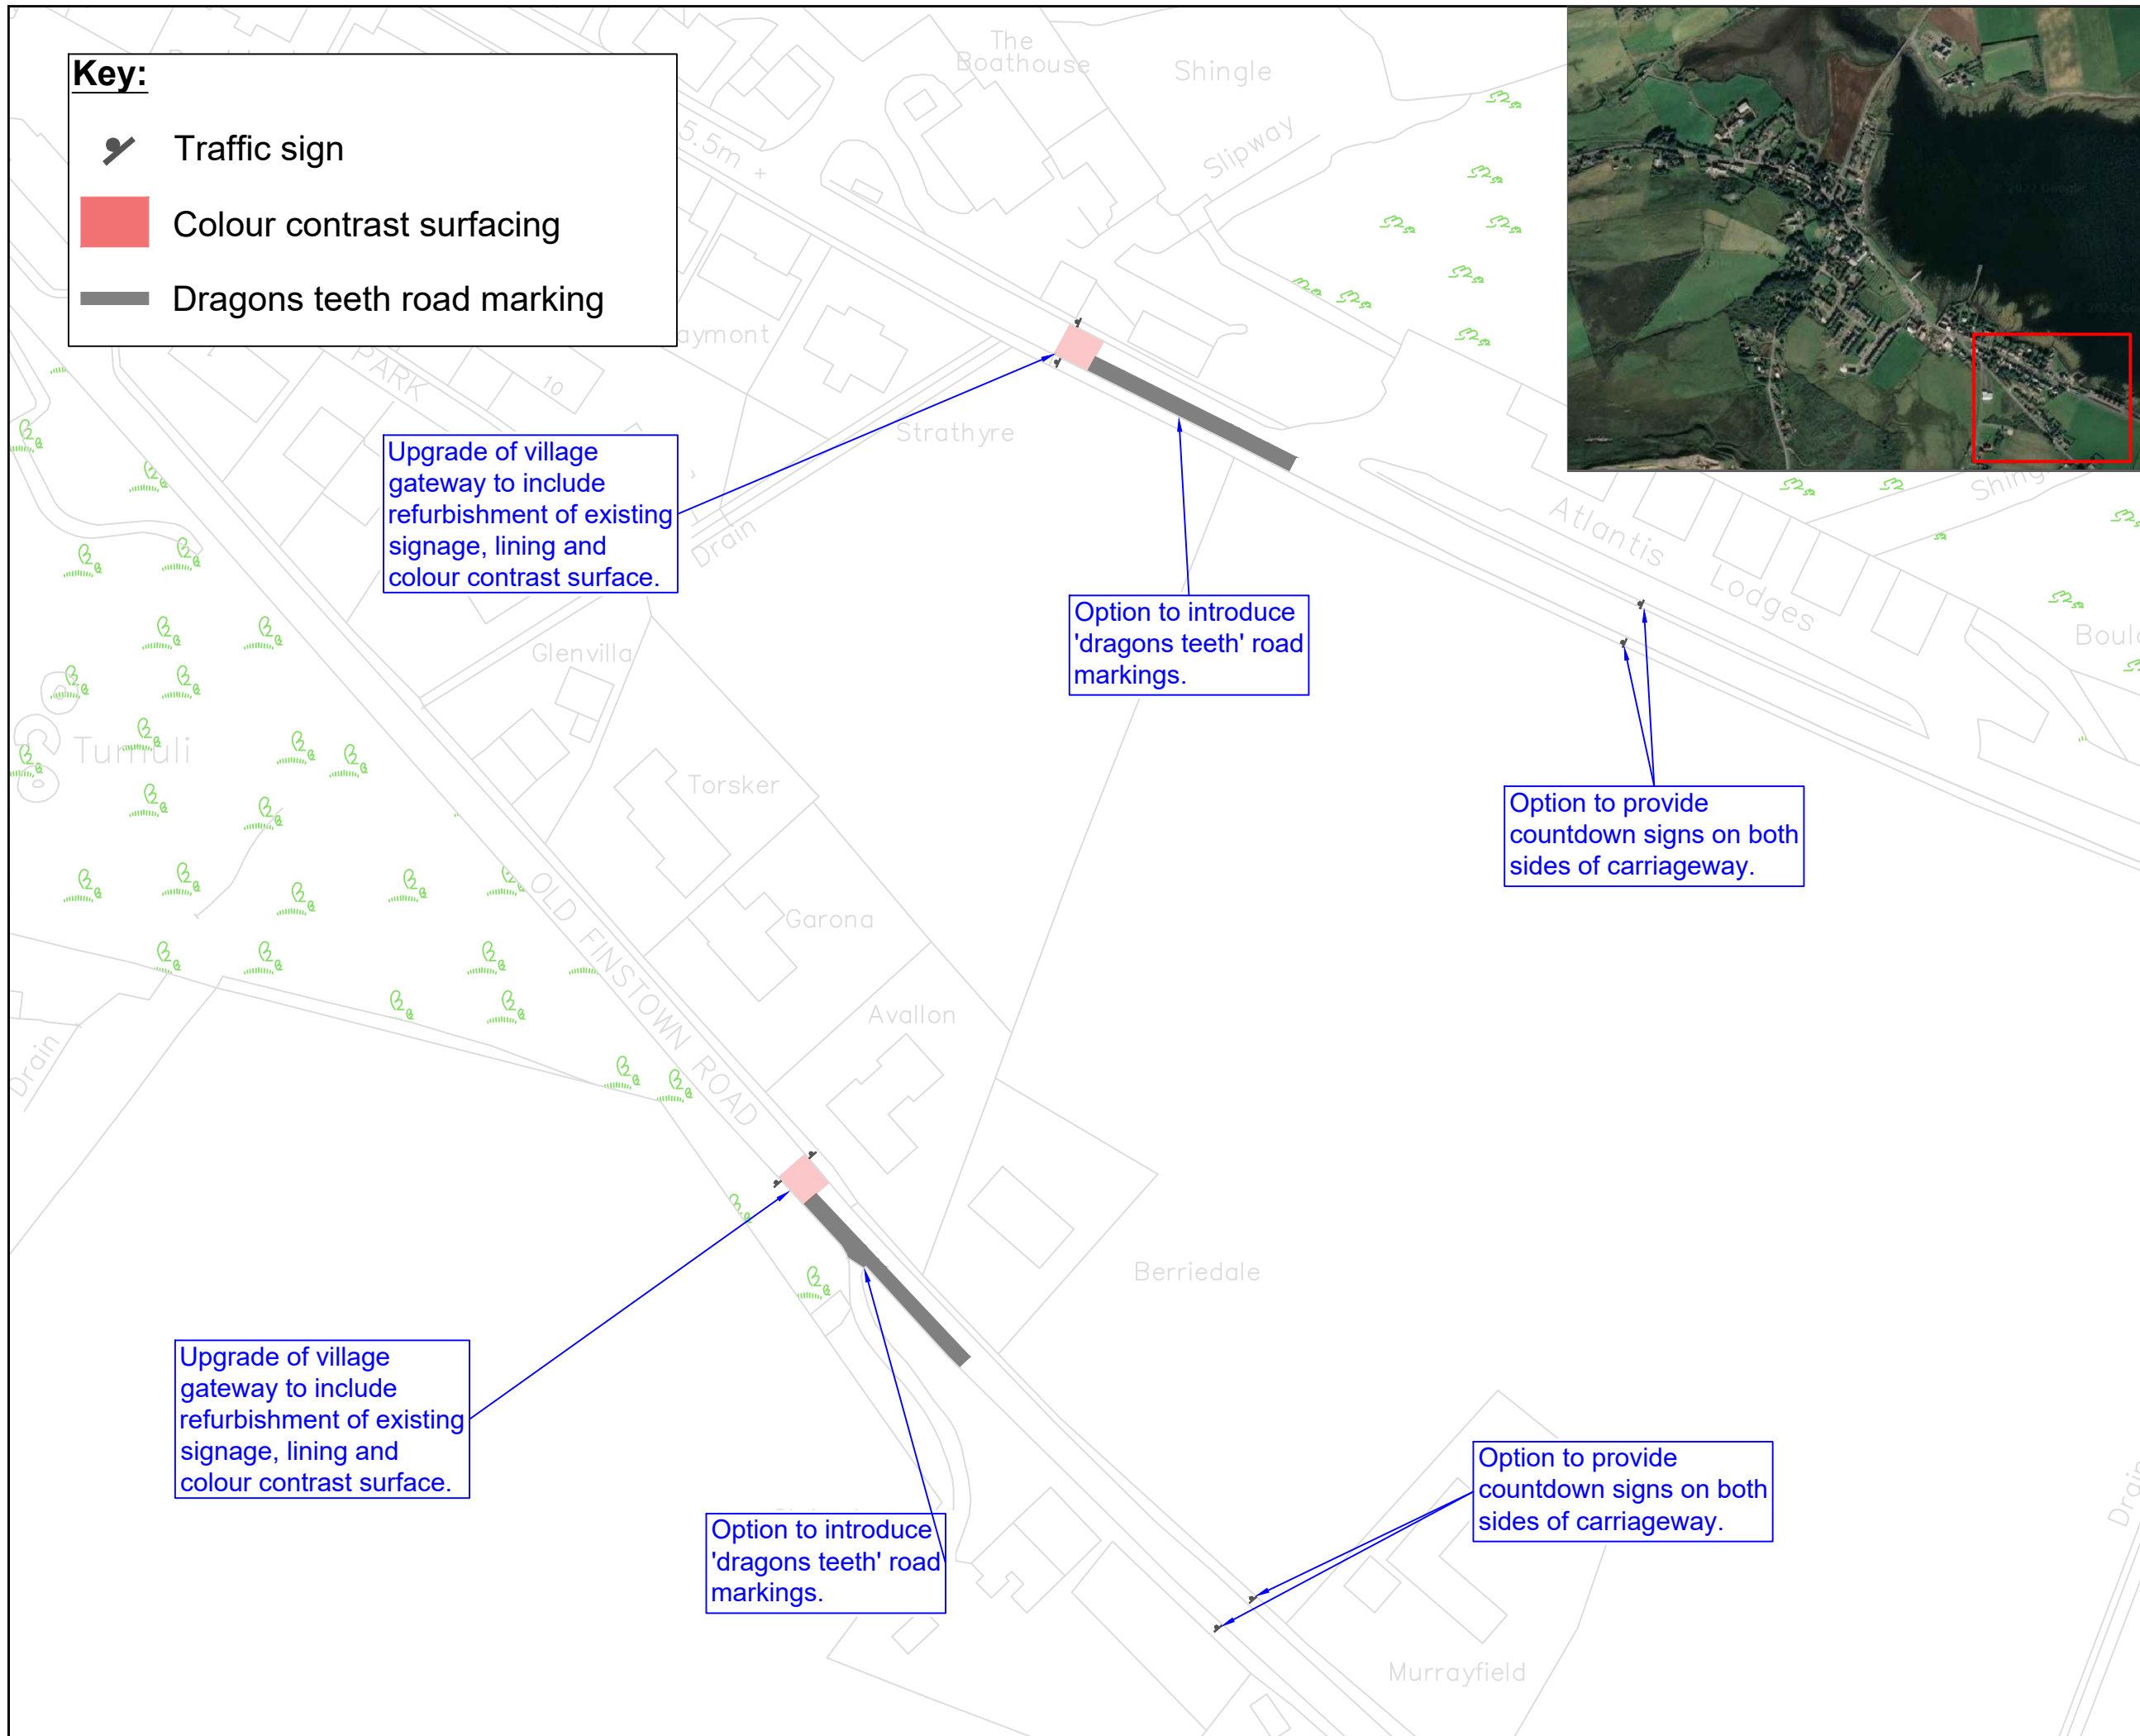 Key:
Traffic sign
Colour contrast surfacing
Dragons teeth road marking
The
Boathouse
Shingle
Slipway
5.5m +
aymont
PARK
10
Strathyre
Drain
Upgrade of village
gateway to include
refurbishment of existing
signage, lining and
colour contrast surface.
Option to introduce
'dragons teeth' road
markings.
Atlantis
Lodges
Shing
Bould
Option to provide
countdown signs on both
sides of carriageway.
Glenvilla
Tumuli
Torsker
Garona
OLD FINSTOWN ROAD
Avallon
Drain
Berriedale
Upgrade of village
gateway to include
refurbishment of existing
signage, lining and
colour contrast surface.
Option to introduce
'dragons teeth' road
markings.
Option to provide
countdown signs on both
sides of carriageway.
Drain
Murrayfield